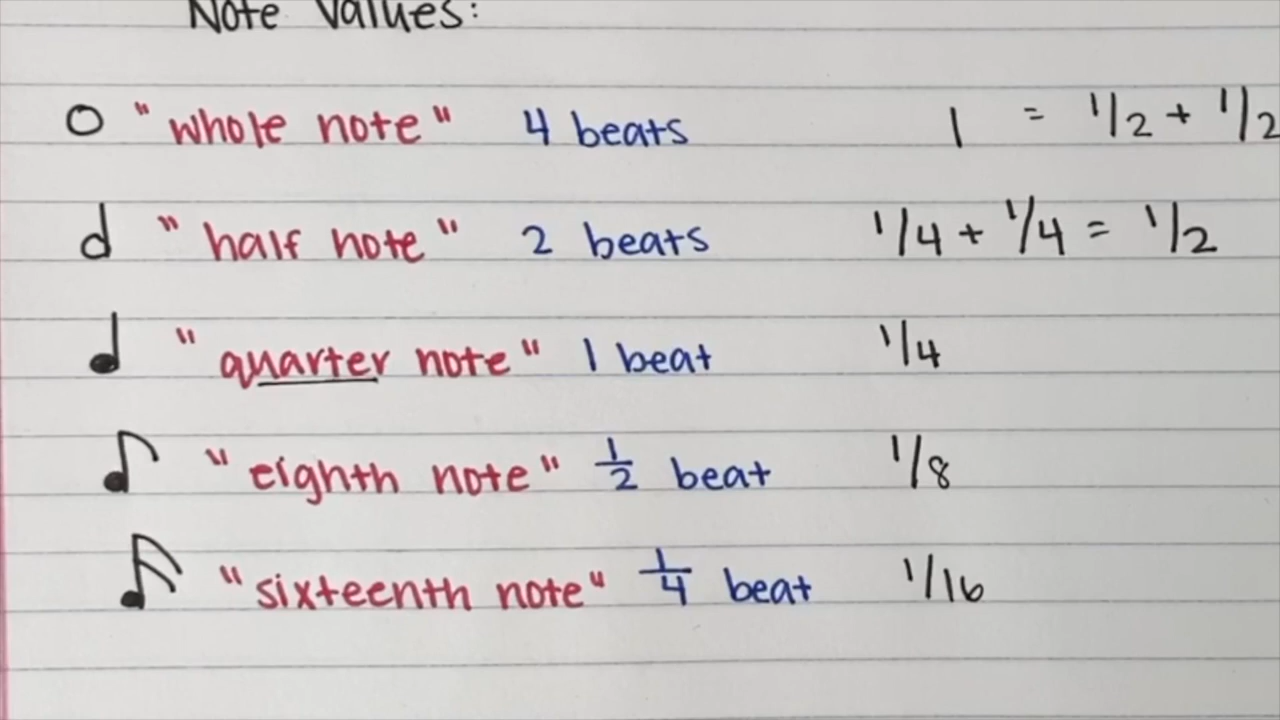 Note Values:
"whole note" 4 beats 1 = 1/2 + 1/2
"half note" 2 beats 1/4 + 1/4 = 1/2
"quarter note" 1 beat 1/4
"eighth note" 1/2 beat 1/8
"sixteenth note" 1/4 beat 1/16